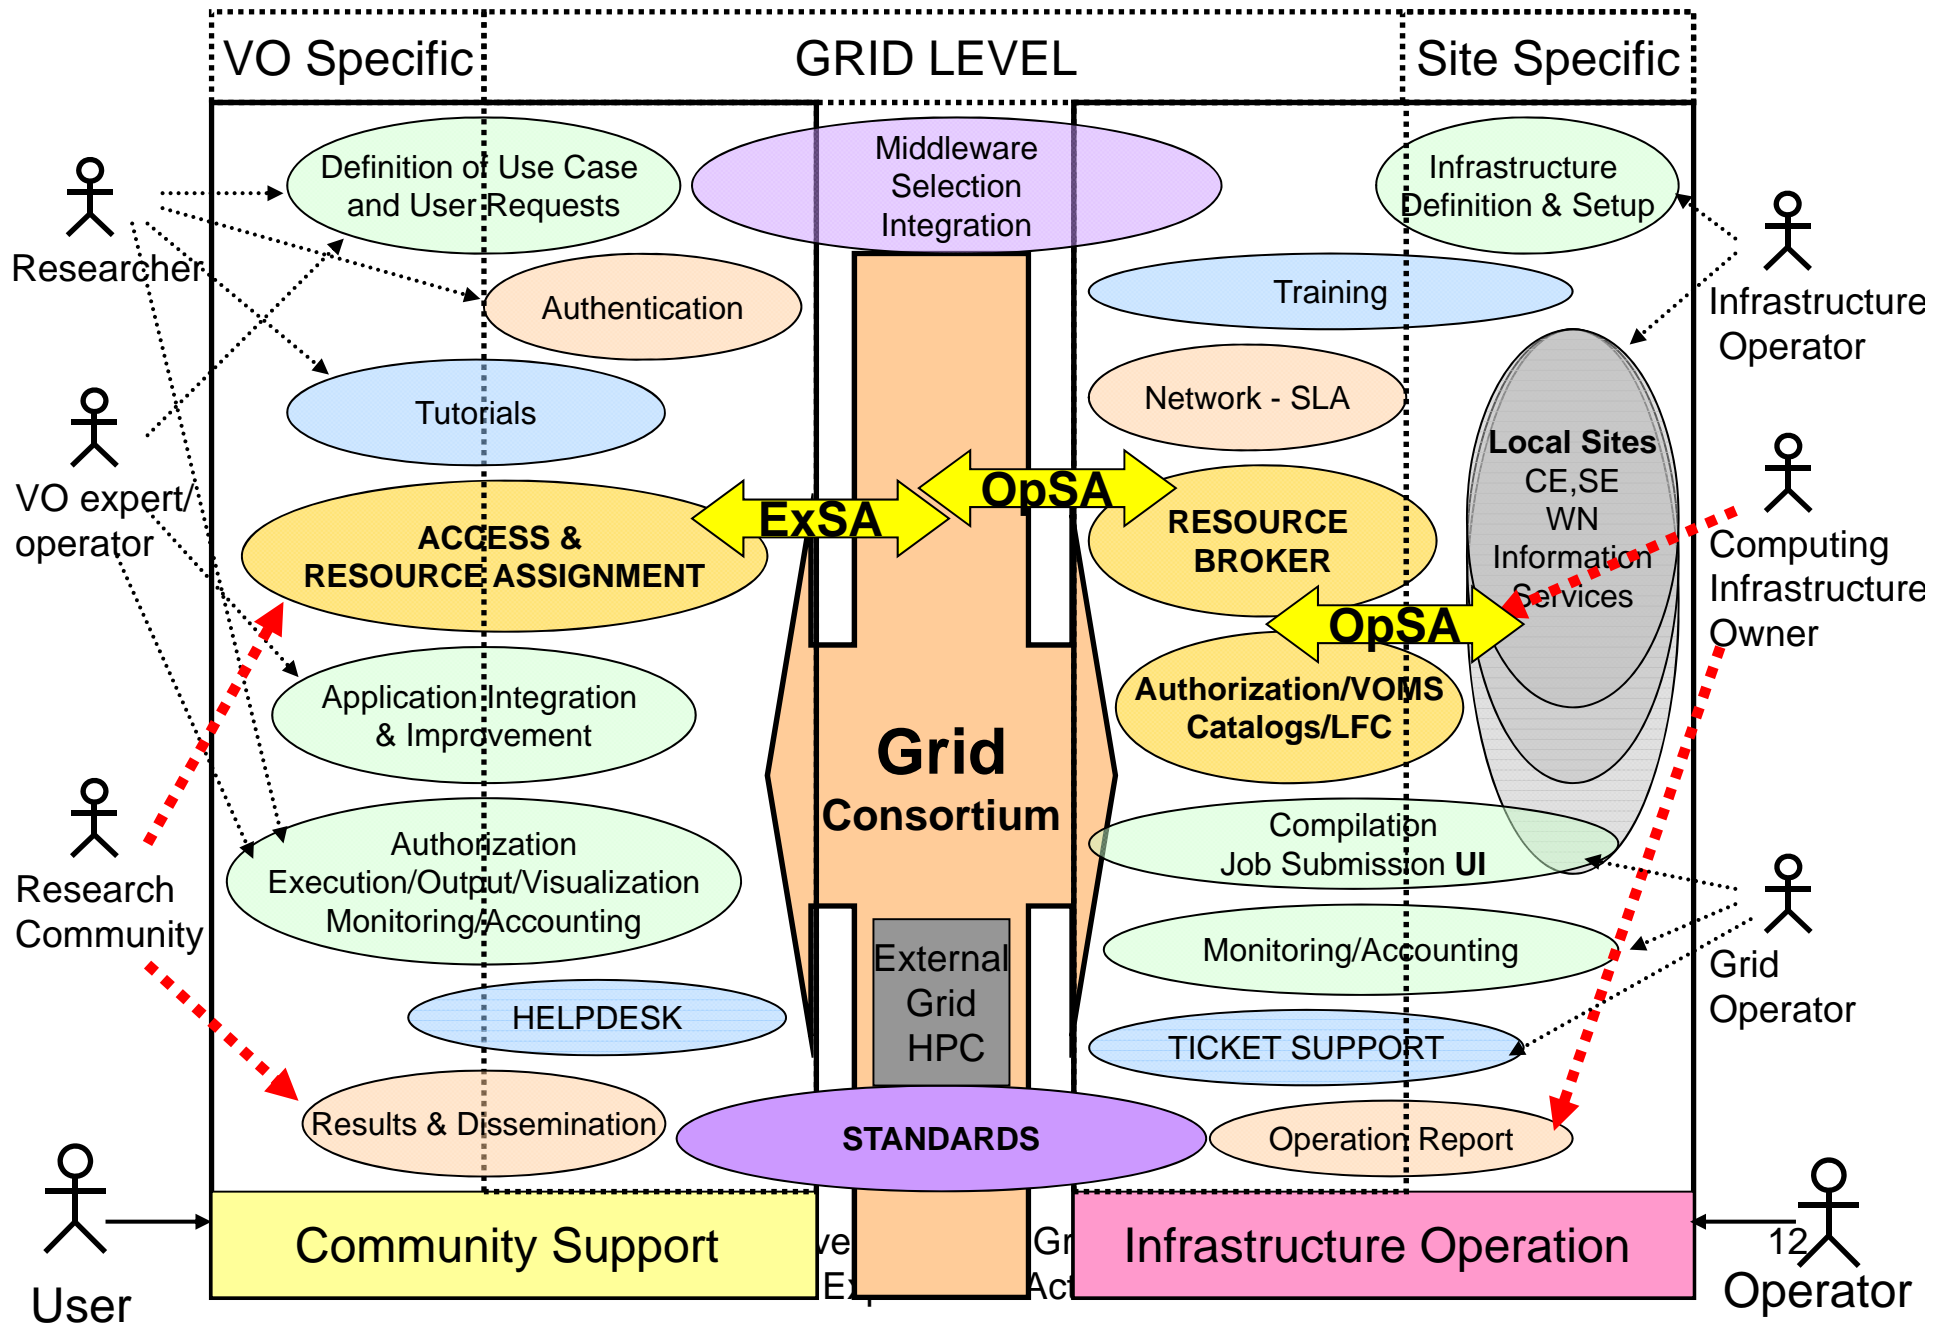 VO Specific
GRID LEVEL
Site Specific
Definition of Use Case
and User Requests
Middleware
Selection
Integration
Infrastructure
Definition & Setup
Researcher
Authentication
Training
Infrastructure
Operator
Tutorials
Network - SLA
VO expert/
operator
Local Sites
CE,SE
WN
Information
Services
ExSA
OpSA
ACCESS &
RESOURCE ASSIGNMENT
RESOURCE
BROKER
Computing
Infrastructure
Owner
OpSA
Application Integration
& Improvement
Authorization/VOMS
Catalogs/LFC
Grid
Consortium
Research
Community
Authorization
Execution/Output/Visualization
Monitoring/Accounting
Compilation
Job Submission UI
External
Grid
HPC
Monitoring/Accounting
Grid
Operator
HELPDESK
TICKET SUPPORT
Results & Dissemination
STANDARDS
Operation Report
Community Support
Infrastructure Operation
12
User
Operator